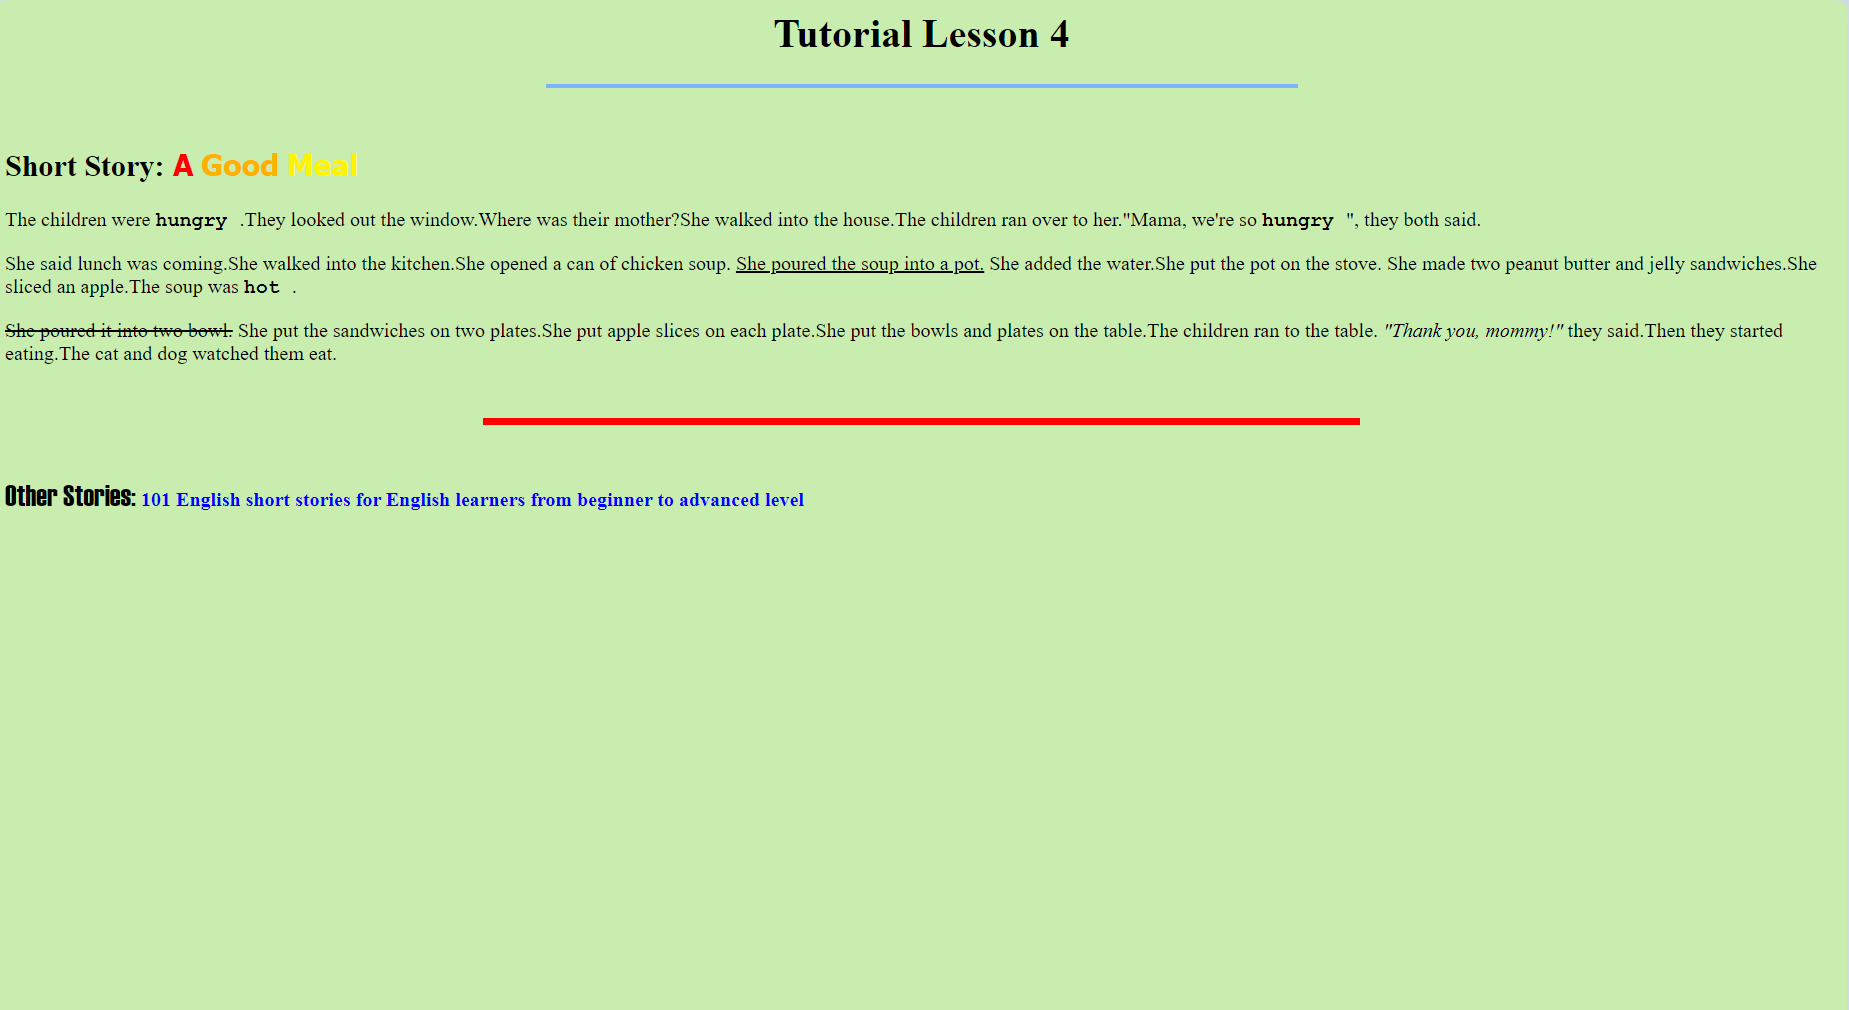 Tutorial Lesson 4
Short Story: A Good Meal
The children were hungry .They looked out the window.Where was their mother?She walked into the house.The children ran over to her."Mama, we're so hungry ", they both said.
She said lunch was coming.She walked into the kitchen.She opened a can of chicken soup. She poured the soup into a pot. She added the water.She put the pot on the stove. She made two peanut butter and jelly sandwiches.She
sliced an apple.The soup was hot .
She poured it into two bowl. She put the sandwiches on two plates.She put apple slices on each plate.She put the bowls and plates on the table.The children ran to the table. "Thank you, mommy!" they said.Then they started
eating.The cat and dog watched them eat.
Other Stories: 101 English short stories for English learners from beginner to advanced level